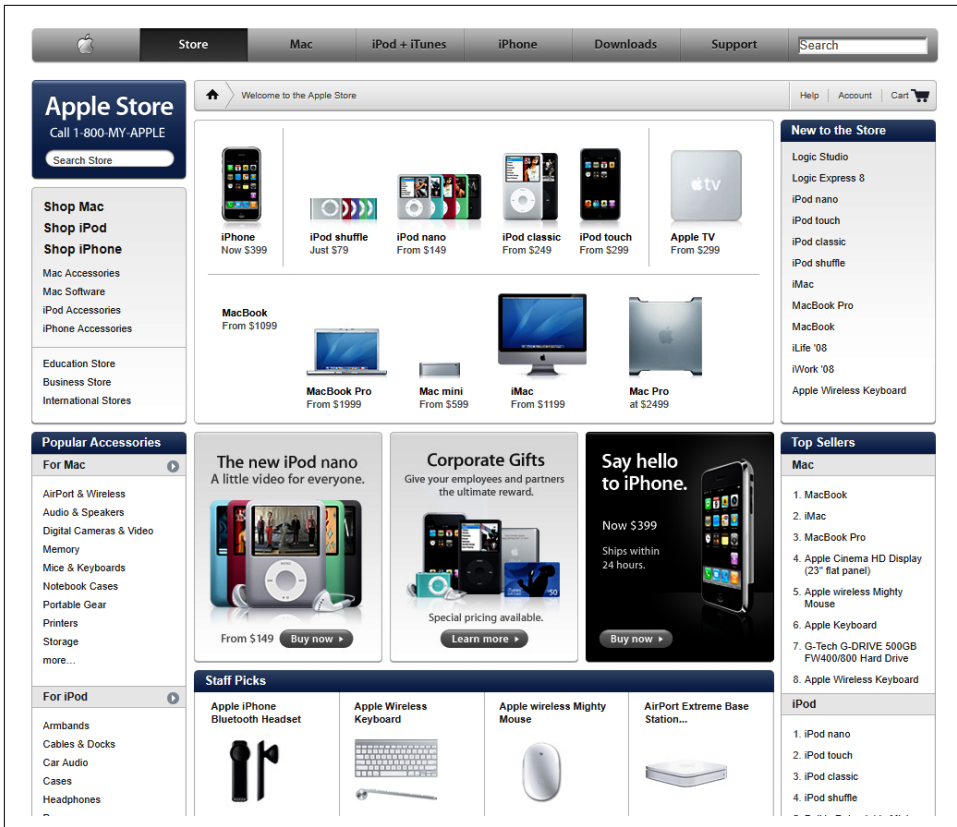 Store
Mac
iPod + iTunes
iPhone
Downloads
Support
Search
Apple Store
Call 1-800-MY-APPLE
Search Store
Welcome to the Apple Store
Help
Account
Cart
Shop Mac
Shop iPod
Shop iPhone
Mac Accessories
Mac Software
iPod Accessories
iPhone Accessories
Education Store
Business Store
International Stores
iPhone
Now $399
iPod shuffle
Just $79
iPod nano
From $149
iPod classic
From $249
iPod touch
From $299
tv
Apple TV
From $299
MacBook
From $1099
MacBook Pro
From $1999
Mac mini
From $599
iMac
From $1199
Mac Pro
at $2499
New to the Store
Logic Studio
Logic Express 8
iPod nano
iPod touch
iPod classic
iPod shuffle
iMac
MacBook Pro
MacBook
iLife '08
iWork '08
Apple Wireless Keyboard
Popular Accessories
For Mac
AirPort & Wireless
Audio & Speakers
Digital Cameras & Video
Memory
Mice & Keyboards
Notebook Cases
Portable Gear
Printers
Storage
more...
For iPod
Armbands
Cables & Docks
Car Audio
Cases
Headphones
The new iPod nano
A little video for everyone.
From $149
Buy now
Corporate Gifts
Give your employees and partners
the ultimate reward.
50
Special pricing available.
Learn more
Say hello
to iPhone.
Now $399
Ships within
24 hours.
Buy now
Staff Picks
Apple iPhone
Bluetooth Headset
Apple Wireless
Keyboard
Apple wireless Mighty
Mouse
AirPort Extreme Base
Station...
Top Sellers
Mac
1. MacBook
2. iMac
3. MacBook Pro
4. Apple Cinema HD Display
(23" flat panel)
5. Apple wireless Mighty
Mouse
6. Apple Keyboard
7. G-Tech G-DRIVE 500GB
FW400/800 Hard Drive
8. Apple Wireless Keyboard
iPod
1. iPod nano
2. iPod touch
3. iPod classic
4. iPod shuffle